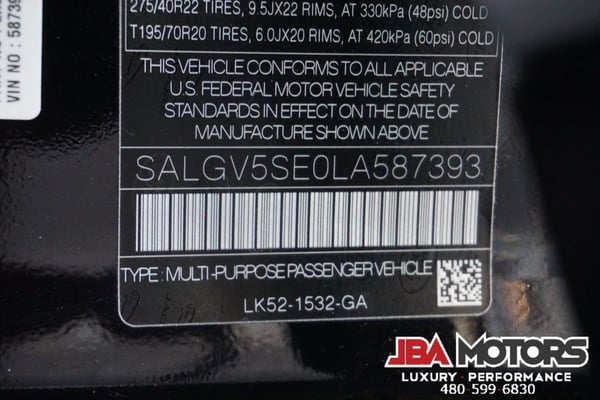 275/40R22 TIRES, 9.5JX22 RIMS, AT 330kPa (48psi) COLD
T195/70R20 TIRES, 6.0JX20 RIMS, AT 420kPa (60psi) COLD
THIS VEHICLE CONFORMS TO ALL APPLICABLE
U.S. FEDERAL MOTOR VEHICLE SAFETY
STANDARDS IN EFFECT ON THE DATE OF
MANUFACTURE SHOWN ABOVE
SALGV5SE0LA587393
TYPE : MULTI-PURPOSE PASSENGER VEHICLE
LK52-1532-GA
VIN NO : 58739
JBA MOTORS
LUXURY · PERFORMANCE
480 599 6830